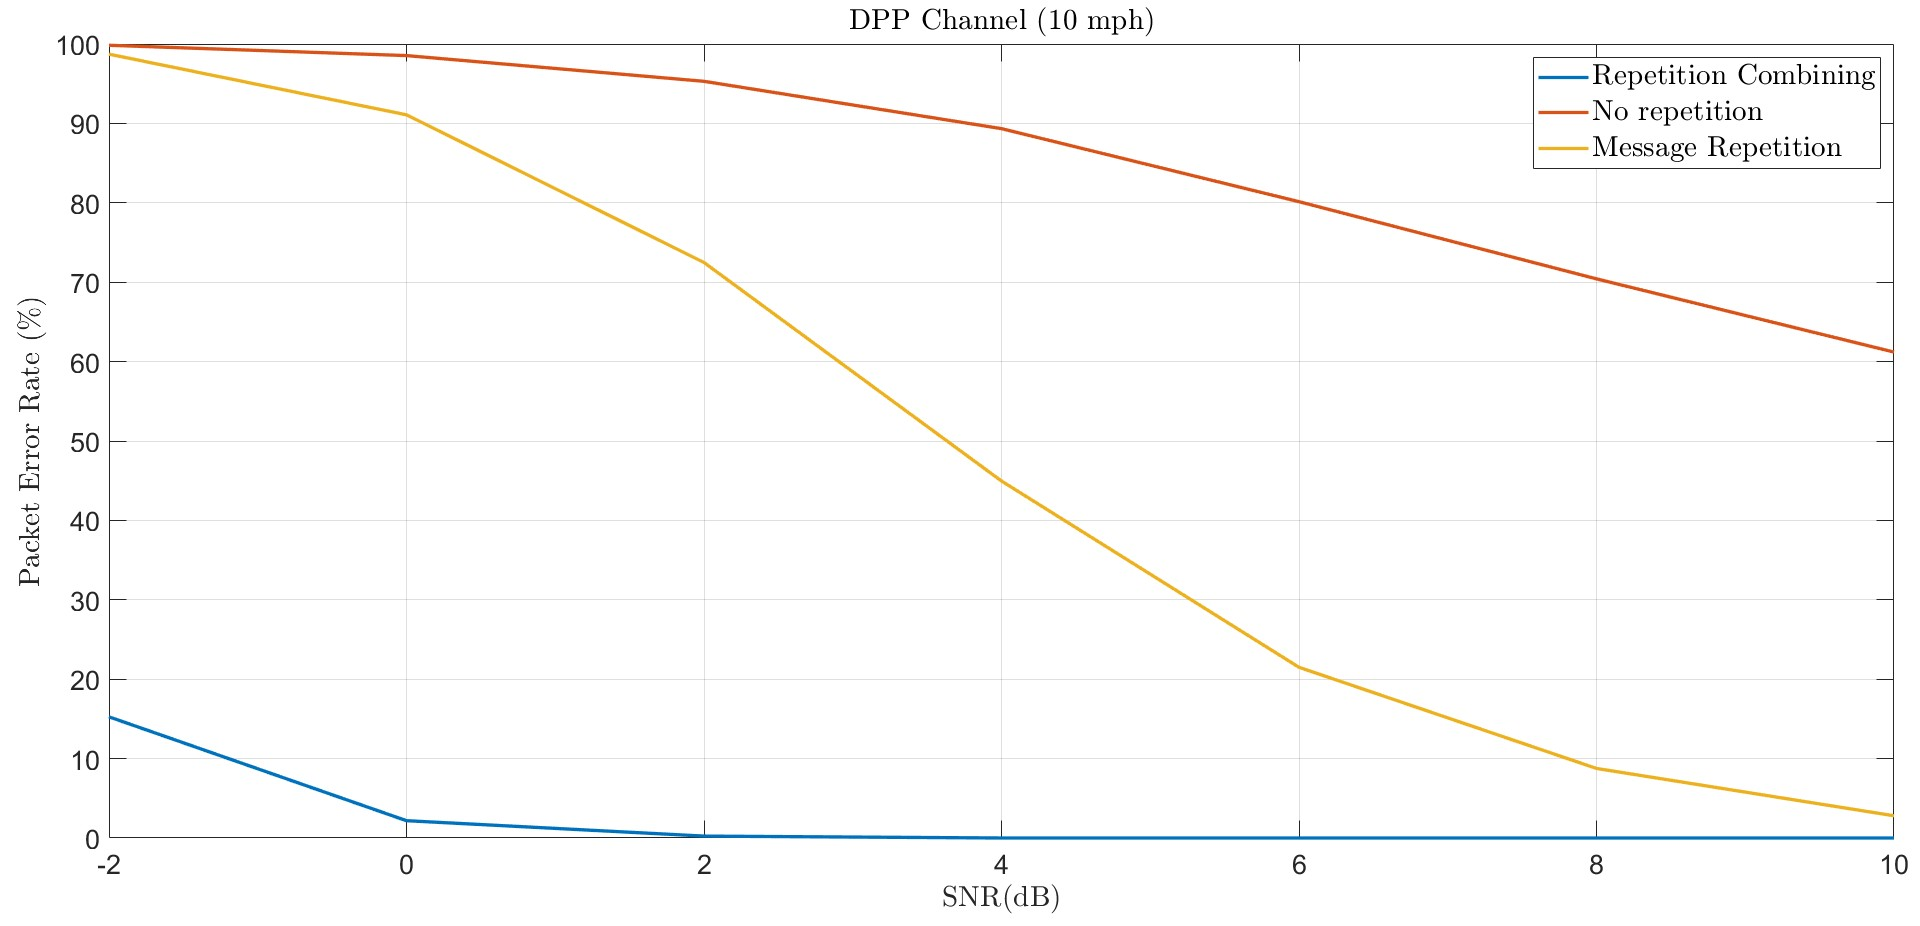 DPP Channel (10 mph)
100
90
80
70
60
50
40
30
20
10
0
Packet Error Rate (%)
Repetition Combining
No repetition
Message Repetition
-2 0 2 4 6 8 10
SNR(dB)